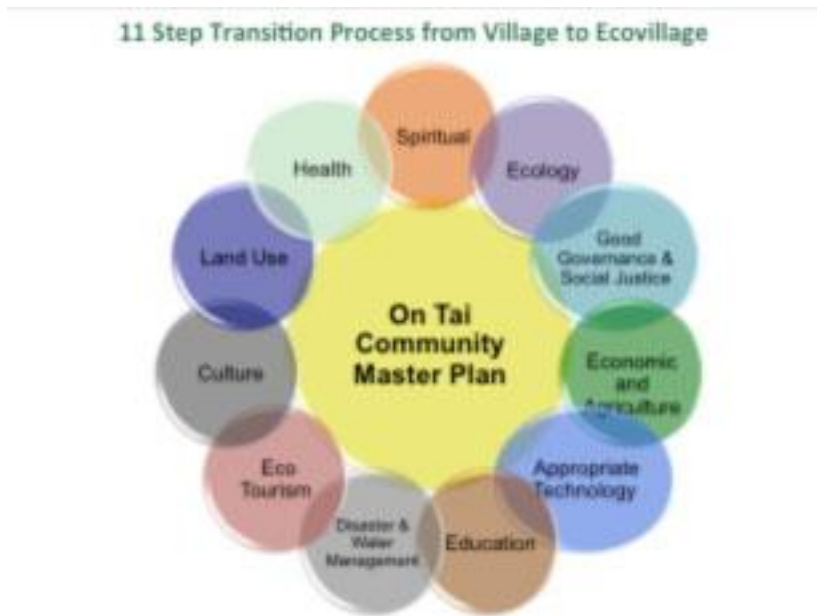 11 Step Transition Process from Village to Ecovillage
Spiritual
Ecology
Good
Governance &
Social Justice
Economic
and
Agriculture
Appropriate
Technology
Education
Disaster &
Water
Management
Eco
Tourism
Culture
Land Use
Health
On Tai
Community
Master Plan